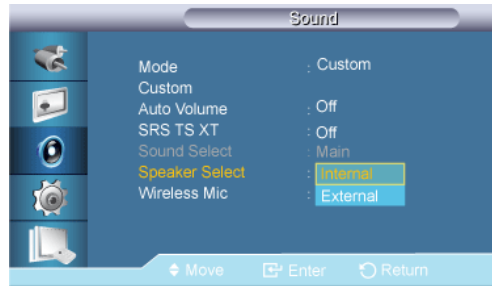 Sound
Mode : Custom
Custom
Auto Volume : Off
SRS TS XT : Off
Sound Select : Main
Speaker Select : Internal
External
Wireless Mic :
Move Enter Return